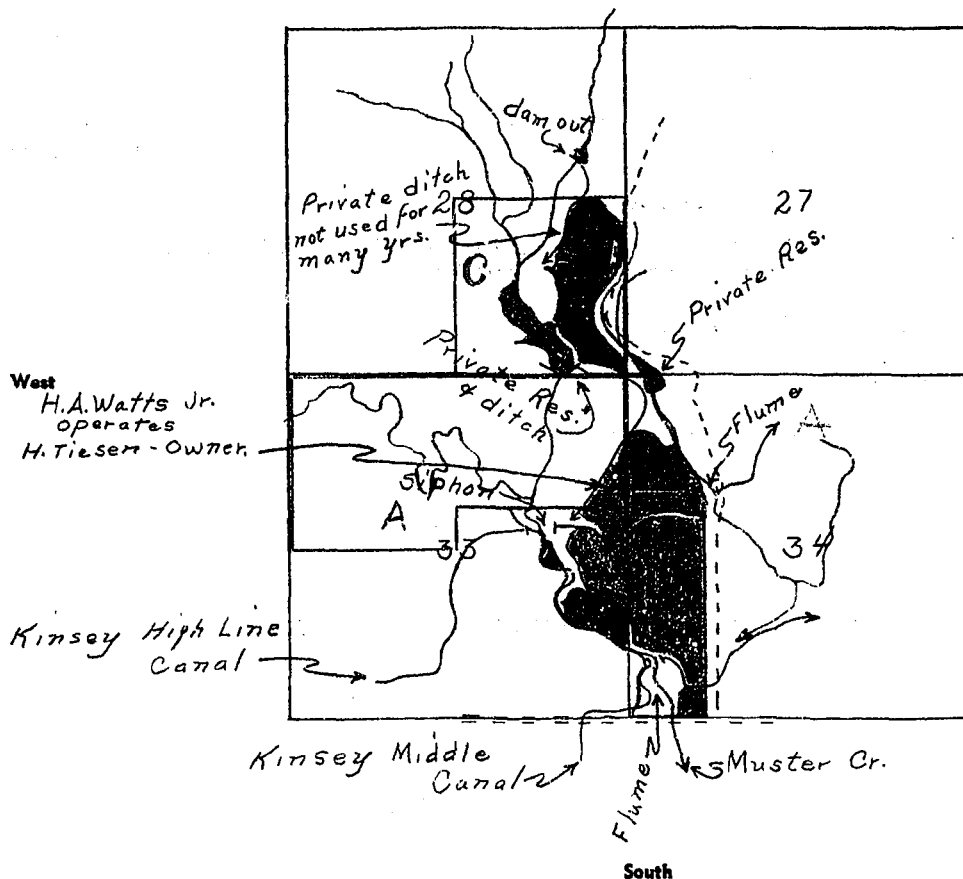 dam out
Private ditch
not used for
many yrs.
28
27
C
Private Res.
Private Res.
& ditch
West
H.A. Watts Jr.
operates
H. Tiesen - Owner.
Flume
A
Siphon
A
33
34
Kinsey High Line
Canal
Kinsey Middle
Canal
Flume
Muster Cr.
South